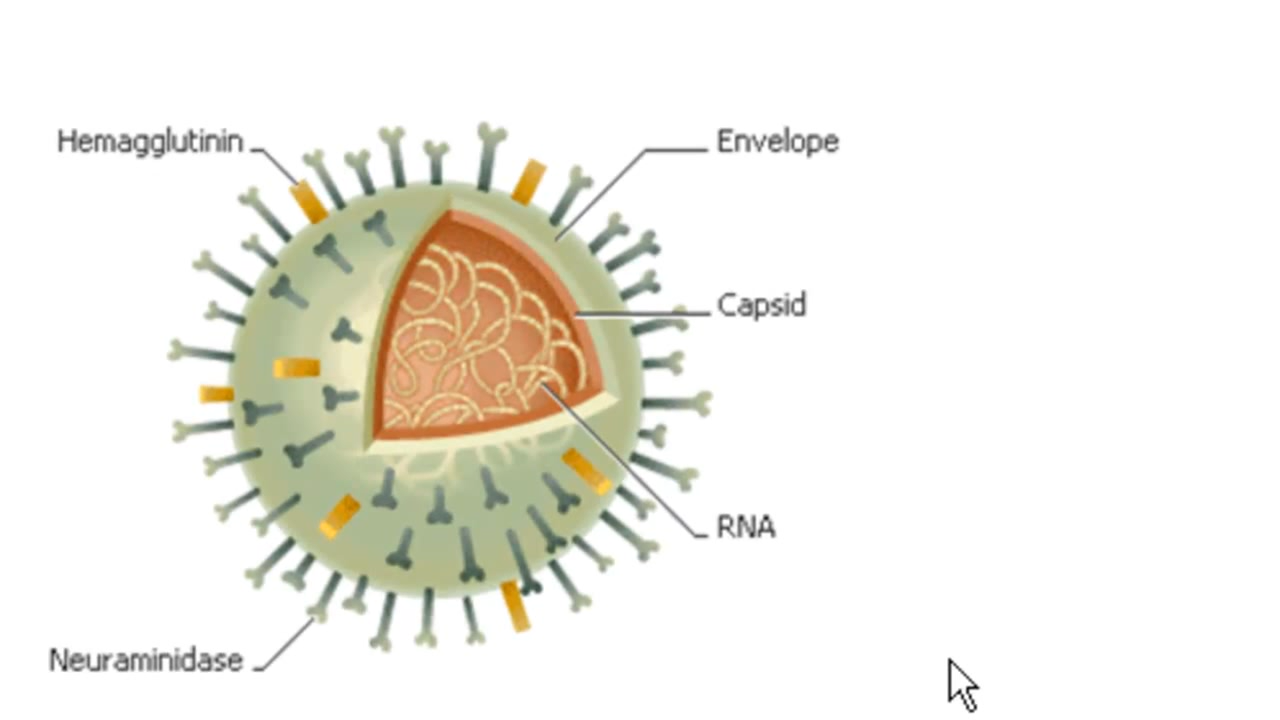 Hemagglutinin
Envelope
Capsid
RNA
Neuraminidase